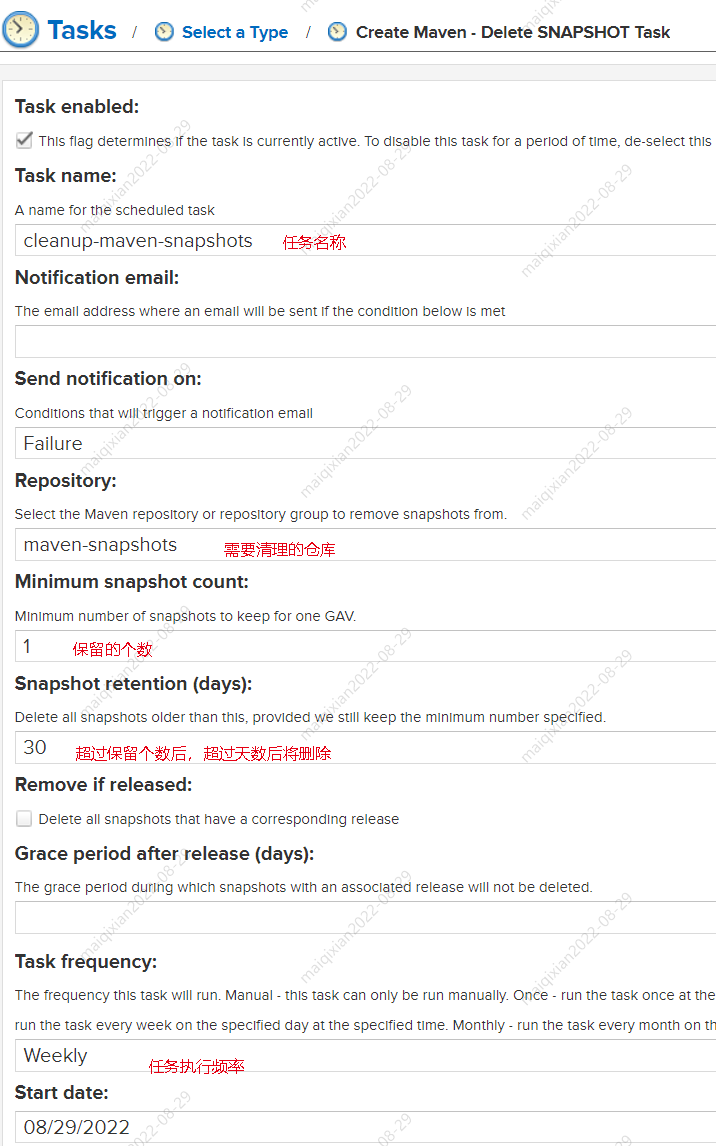 Tasks / Select a Type / Create Maven - Delete SNAPSHOT Task
Task enabled:
This flag determines if the task is currently active. To disable this task for a period of time, de-select this
Task name:
A name for the scheduled task
cleanup-maven-snapshots 任务名称
Notification email:
The email address where an email will be sent if the condition below is met
Send notification on:
Conditions that will trigger a notification email
Failure
Repository:
Select the Maven repository or repository group to remove snapshots from.
maven-snapshots 需要清理的仓库
Minimum snapshot count:
Minimum number of snapshots to keep for one GAV.
1 保留的个数
Snapshot retention (days):
Delete all snapshots older than this, provided we still keep the minimum number specified.
30 超过保留个数后，超过天数后将删除
Remove if released:
Delete all snapshots that have a corresponding release
Grace period after release (days):
The grace period during which snapshots with an associated release will not be deleted.
Task frequency:
The frequency this task will run. Manual - this task can only be run manually. Once - run the task once at the
run the task every week on the specified day at the specified time. Monthly - run the task every month on th
Weekly 任务执行频率
Start date:
08/29/2022
maiqixian2022-08-29